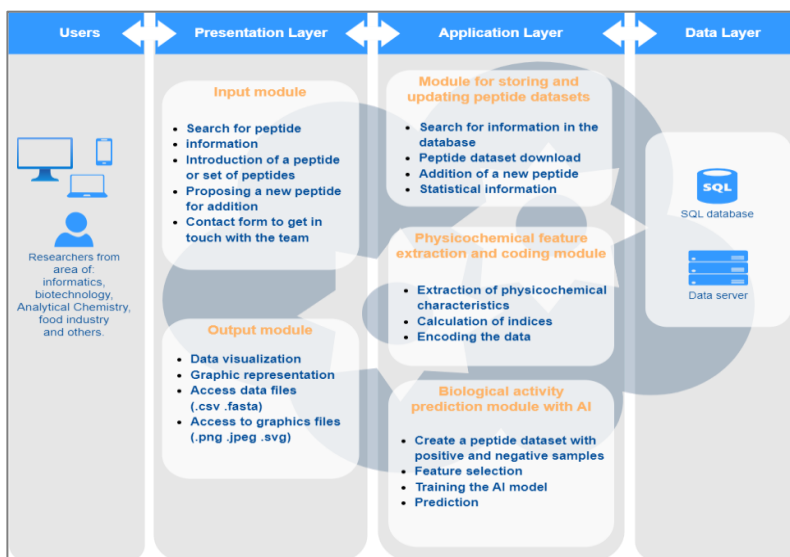 Users
Presentation Layer
Application Layer
Data Layer
Researchers from
area of:
informatics,
biotechnology,
Analytical Chemistry,
food industry
and others.
Input module
• Search for peptide
• information
• Introduction of a peptide
or set of peptides
• Proposing a new peptide
for addition
• Contact form to get in
touch with the team
Output module
• Data visualization
• Graphic representation
• Access data files
(.csv .fasta)
• Access to graphics files
(.png .jpeg .svg)
Module for storing and
updating peptide datasets
• Search for information in the
database
• Peptide dataset download
• Addition of a new peptide
• Statistical information
Physicochemical feature
extraction and coding module
• Extraction of physicochemical
characteristics
• Calculation of indices
• Encoding the data
Biological activity
prediction module with AI
• Create a peptide dataset with
positive and negative samples
• Feature selection
• Training the AI model
• Prediction
SQL
SQL database
Data server